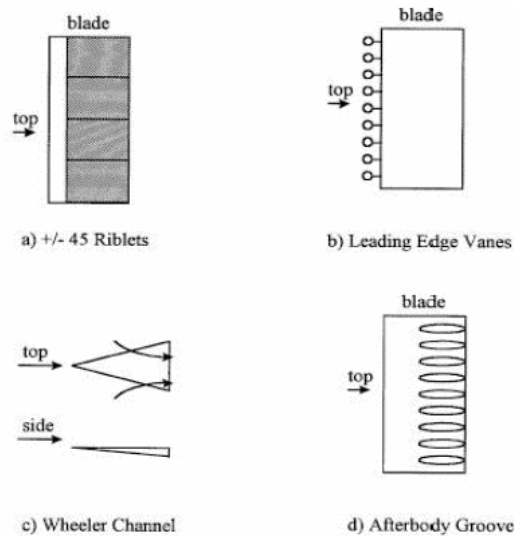 blade
top
a) +/- 45 Riblets
blade
top
b) Leading Edge Vanes
top
side
c) Wheeler Channel
blade
top
d) Afterbody Groove